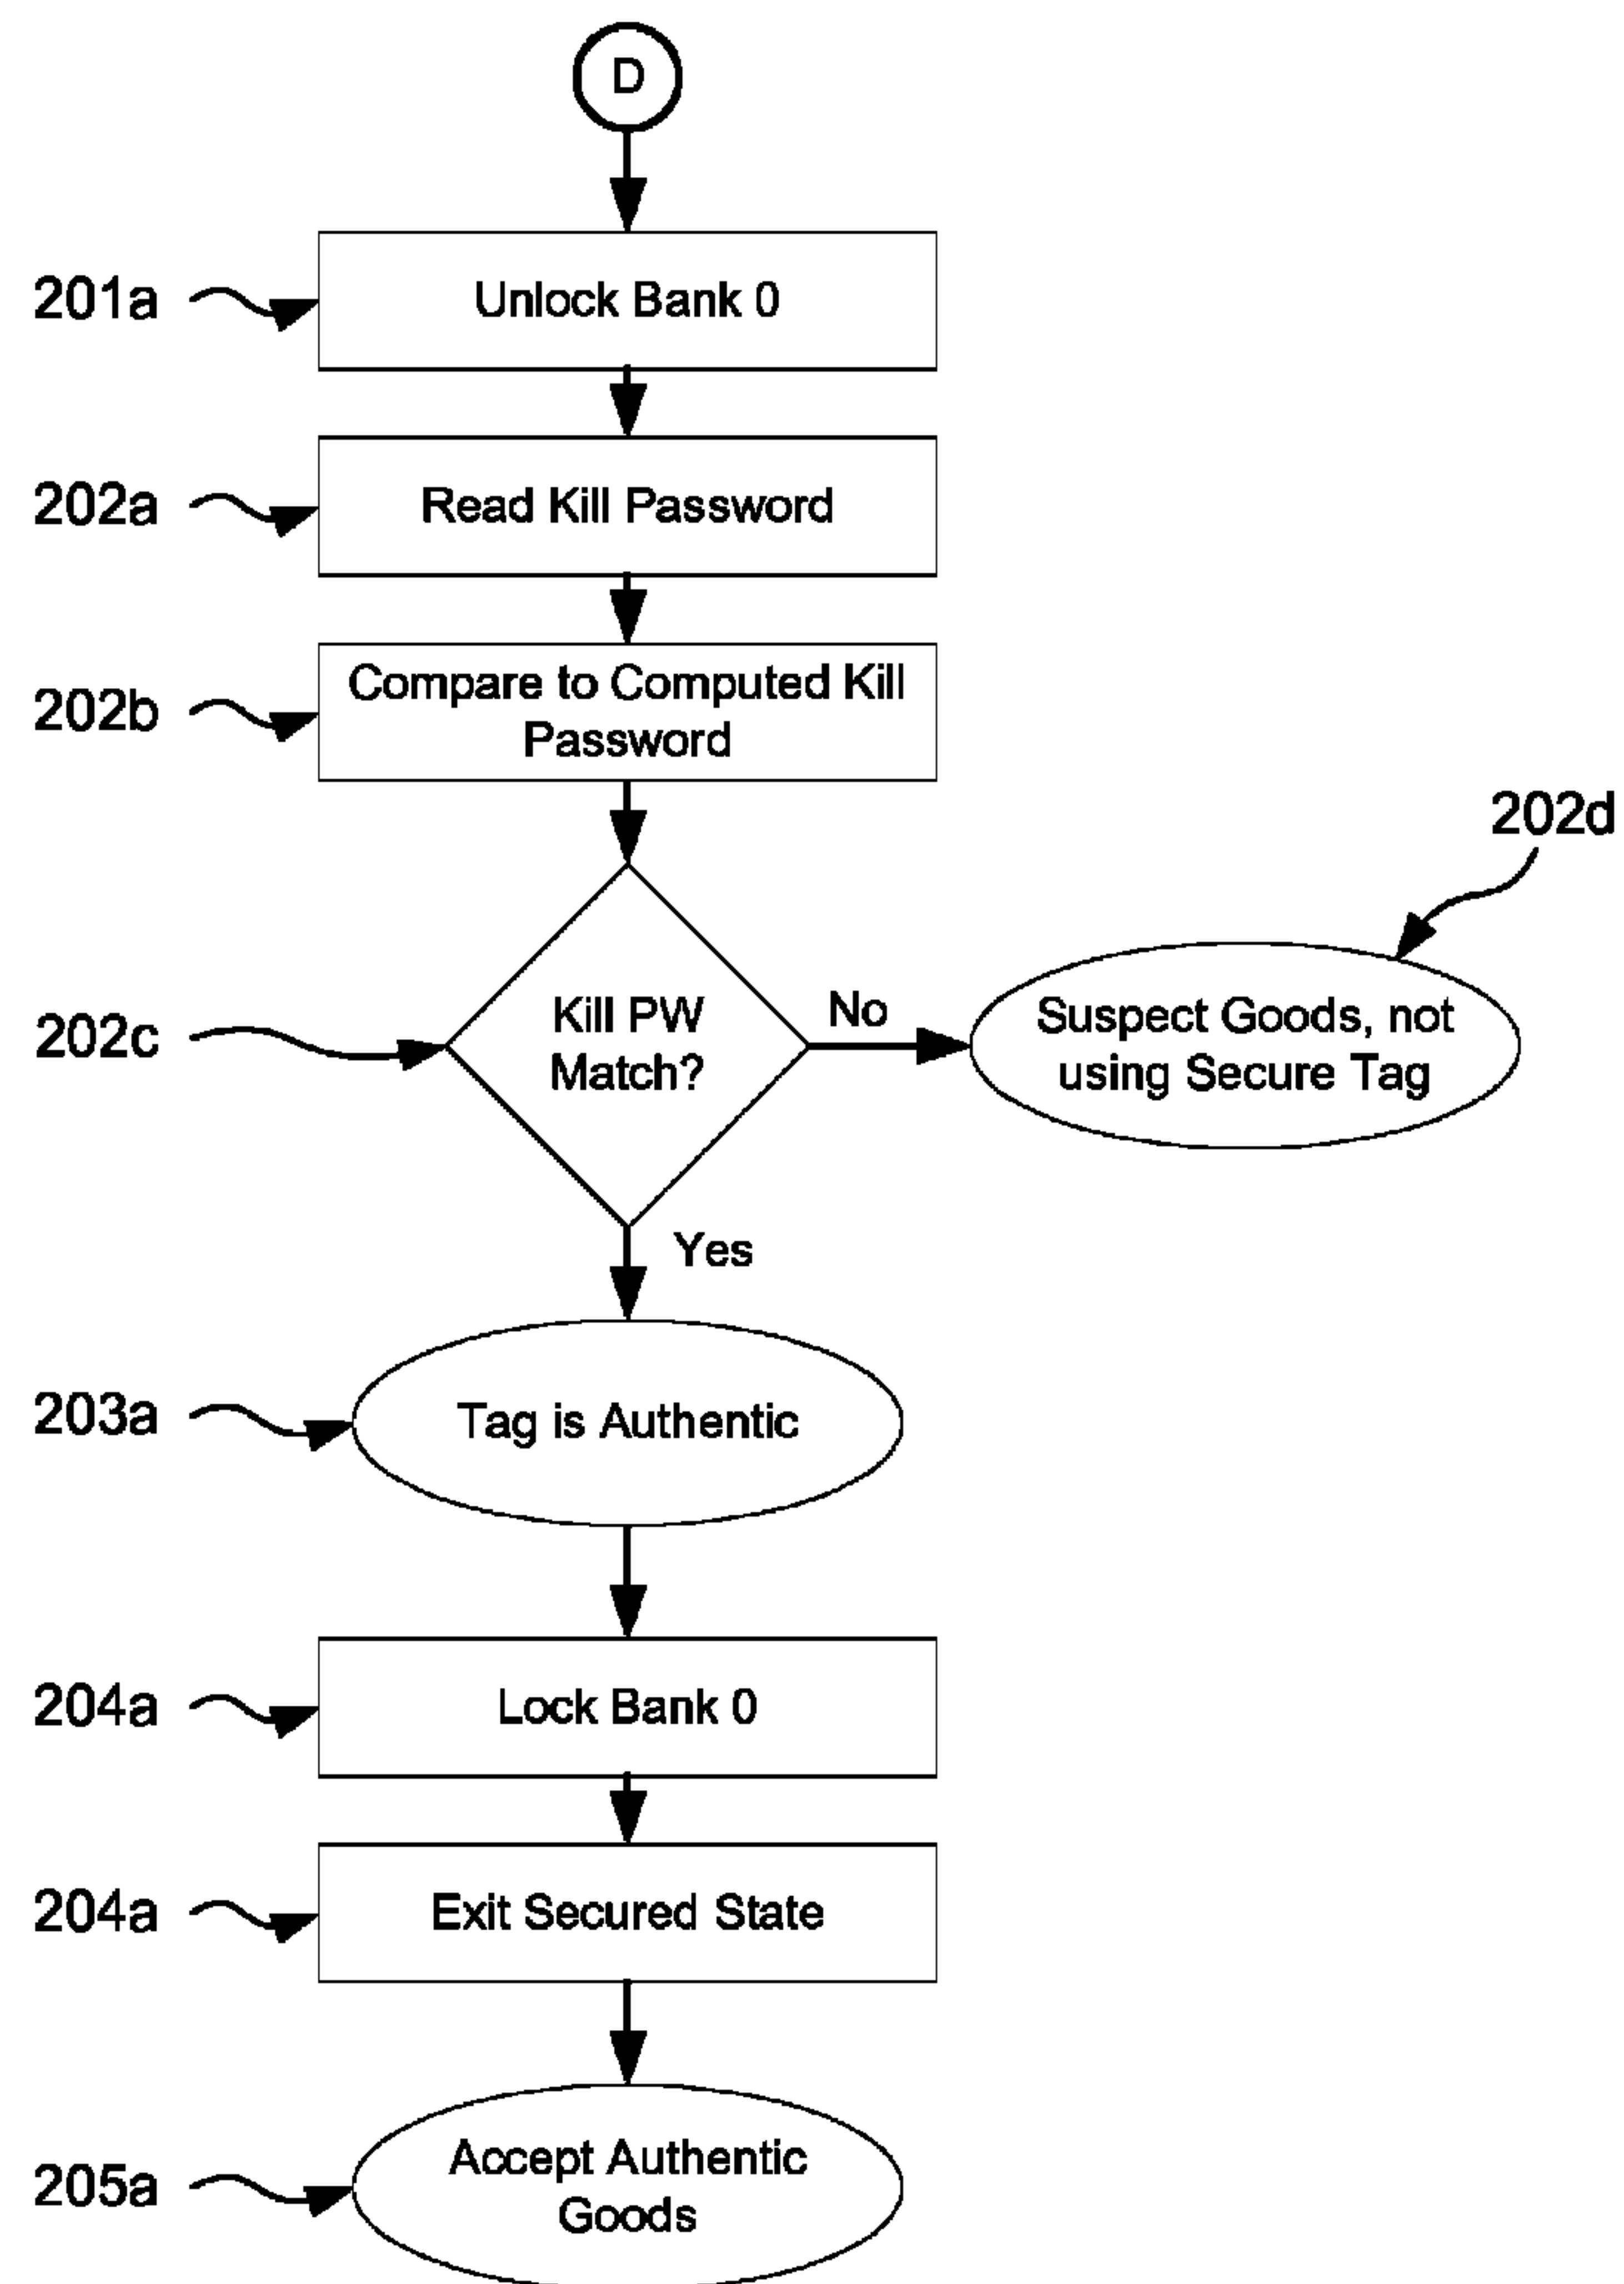 D
201a
Unlock Bank 0
202a
Read Kill Password
202b
Compare to Computed Kill
Password
202d
202c
Kill PW
Match?
No
Suspect Goods, not
using Secure Tag
Yes
203a
Tag is Authentic
204a
Lock Bank 0
204a
Exit Secured State
205a
Accept Authentic
Goods